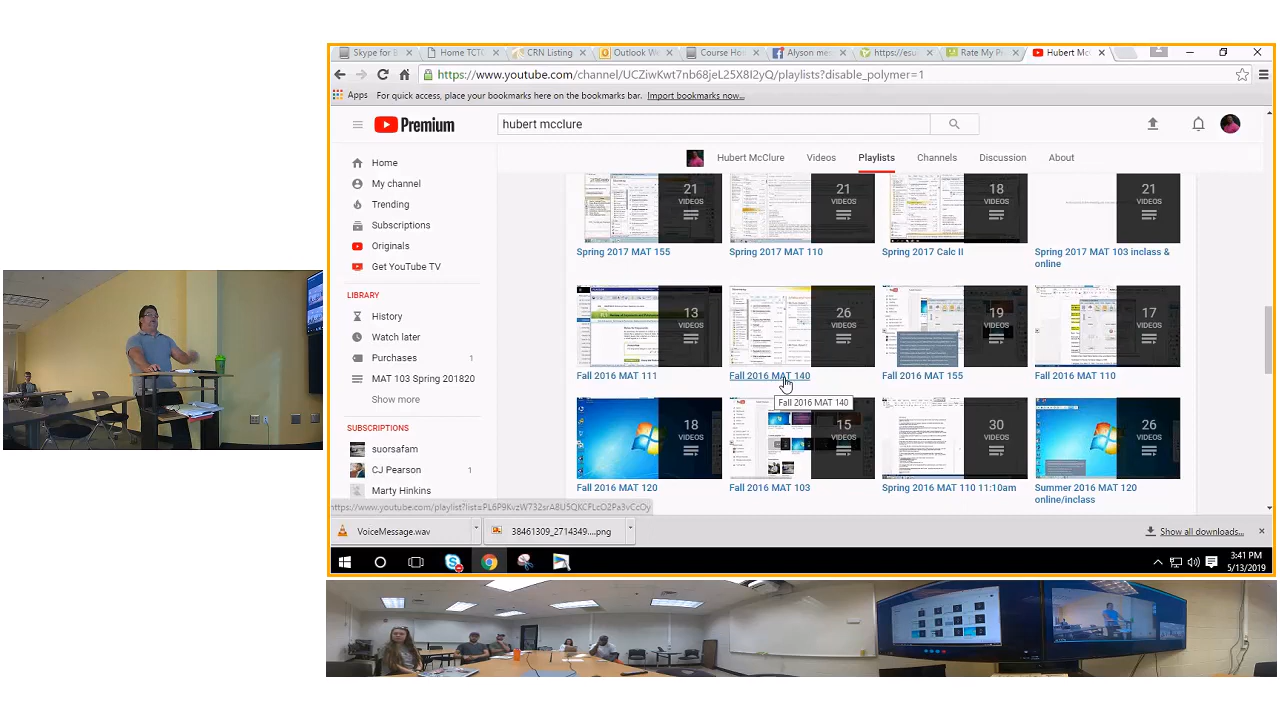 Skype for B
Home TCTC
CRN Listing
Outlook We
Course Ho
Alyson me
https://esu
Rate My P
Hubert Mc
https://www.youtube.com/channel/UCZiwKwt7nb68jeL25X8I2yQ/playlists?disable_polymer=1
Apps For quick access, place your bookmarks here on the bookmarks bar. Import bookmarks now...
Premium
hubert mcclure
Hubert McClure Videos Playlists Channels Discussion About
Home
My channel
Trending
Subscriptions
Originals
Get YouTube TV
LIBRARY
History
Watch later
Purchases 1
MAT 103 Spring 201820
Show more
SUBSCRIPTIONS
suorsafam
CJ Pearson 1
Marty Hinkins
21 VIDEOS
21 VIDEOS
18 VIDEOS
21 VIDEOS
Spring 2017 MAT 155
Spring 2017 MAT 110
Spring 2017 Calc II
Spring 2017 MAT 103 inclass &
online
13 VIDEOS
26 VIDEOS
19 VIDEOS
17 VIDEOS
Fall 2016 MAT 111
Fall 2016 MAT 140
Fall 2016 MAT 155
Fall 2016 MAT 110
Fall 2016 MAT 140
18 VIDEOS
15 VIDEOS
30 VIDEOS
26 VIDEOS
Fall 2016 MAT 120
Fall 2016 MAT 103
Spring 2016 MAT 110 11:10am
Summer 2016 MAT 120
online/inclass
VoiceMessage.wav
38461309_2714349....png
Show all downloads...
3:41 PM
5/13/2019